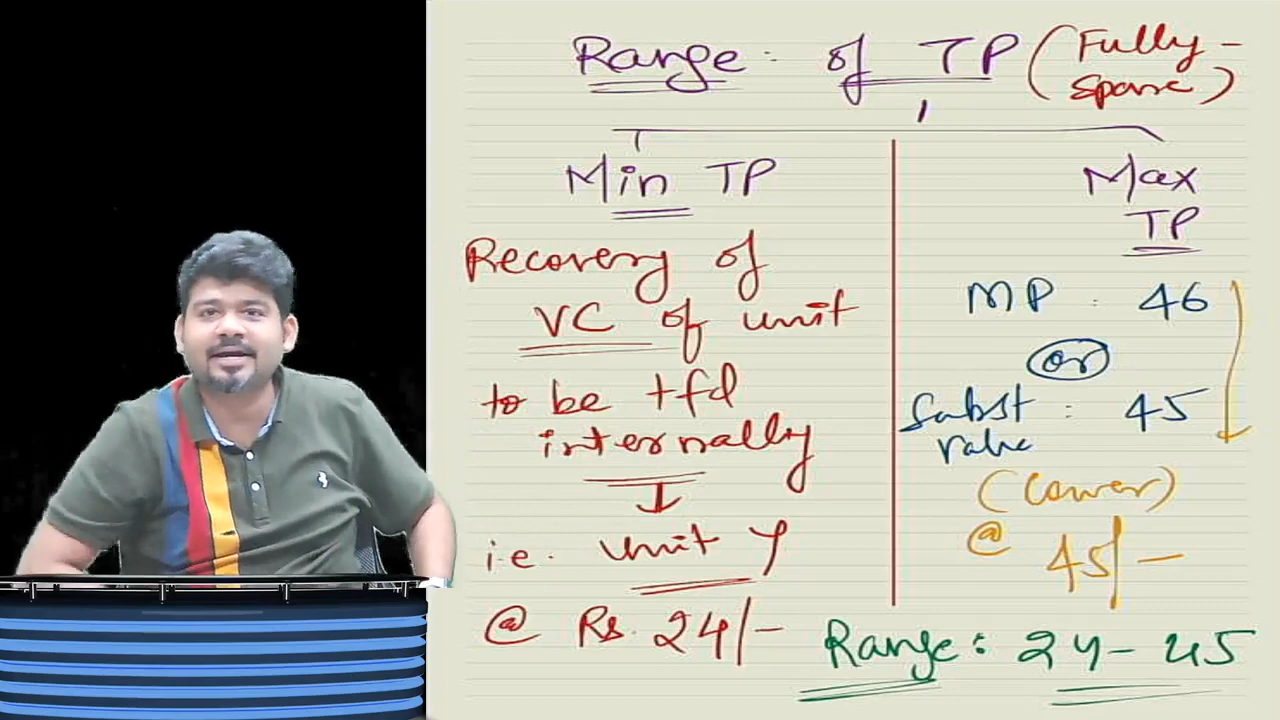 Range: of TP (Fully-
Spare)
Min TP
Recovery of
VC of unit
to be tfd
internally
i.e. unit Y
@ Rs. 24/-
Max
TP
MP : 46
or
Subst : 45
value
(Lower)
@ 45/-
Range: 24-45